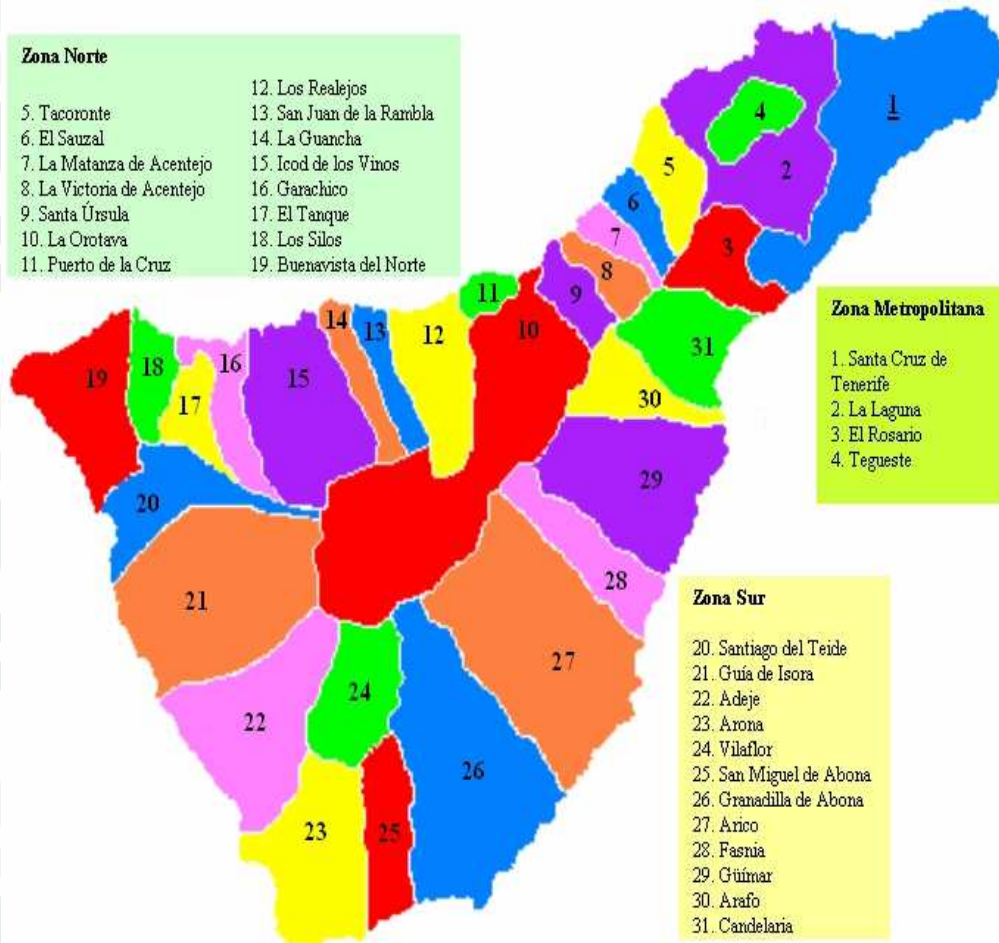 Zona Norte
5. Tacoronte
6. El Sauzal
7. La Matanza de Acentejo
8. La Victoria de Acentejo
9. Santa Úrsula
10. La Orotava
11. Puerto de la Cruz
12. Los Realejos
13. San Juan de la Rambla
14. La Guancha
15. Icod de los Vinos
16. Garachico
17. El Tanque
18. Los Silos
19. Buenavista del Norte
1
4
2
5
6
3
7
8
9
11
10
31
14
13
12
16
18
15
19
17
30
20
29
28
21
27
24
22
26
23
25
Zona Metropolitana
1. Santa Cruz de
Tenerife
2. La Laguna
3. El Rosario
4. Tegueste
Zona Sur
20. Santiago del Teide
21. Guía de Isora
22. Adeje
23. Arona
24. Vilaflor
25. San Miguel de Abona
26. Granadilla de Abona
27. Arico
28. Fasnia
29. Güímar
30. Arafo
31. Candelaria